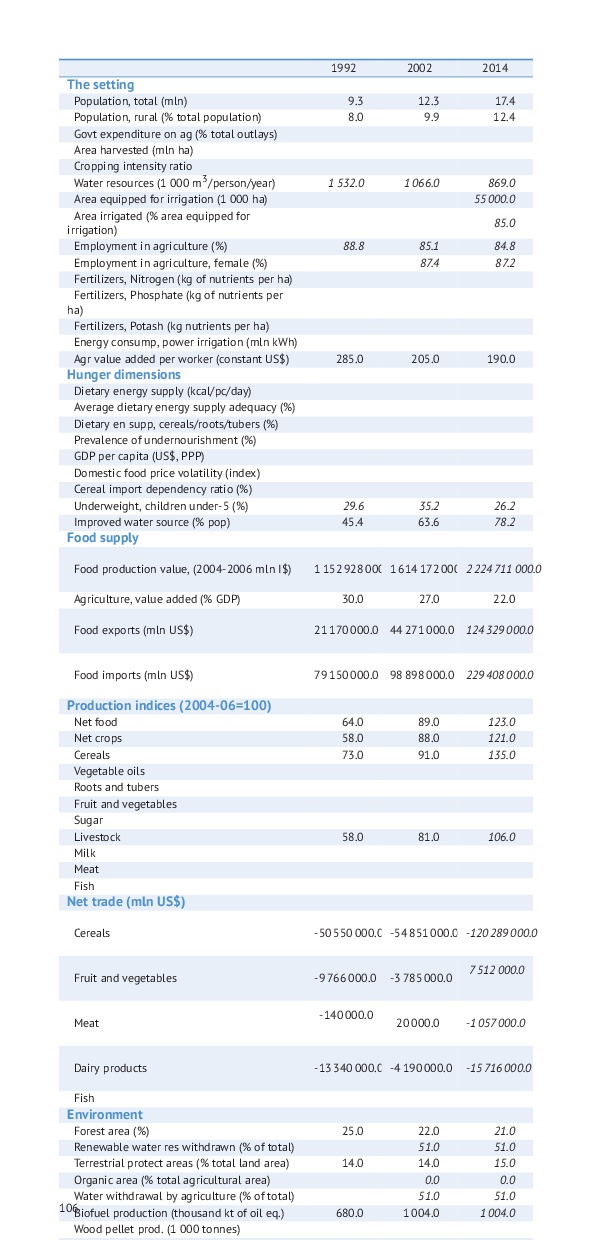 1992 2002 2014
The setting
Population, total (mln) 9.3 12.3 17.4
Population, rural (% total population) 8.0 9.9 12.4
Govt expenditure on ag (% total outlays)
Area harvested (mln ha)
Cropping intensity ratio
Water resources (1 000 m3/person/year) 1 532.0 1 066.0 869.0
Area equipped for irrigation (1 000 ha) 55 000.0
Area irrigated (% area equipped for
irrigation) 85.0
Employment in agriculture (%) 88.8 85.1 84.8
Employment in agriculture, female (%) 87.4 87.2
Fertilizers, Nitrogen (kg of nutrients per ha)
Fertilizers, Phosphate (kg of nutrients per
ha)
Fertilizers, Potash (kg nutrients per ha)
Energy consump, power irrigation (mln kWh)
Agr value added per worker (constant US$) 285.0 205.0 190.0
Hunger dimensions
Dietary energy supply (kcal/pc/day)
Average dietary energy supply adequacy (%)
Dietary en supp, cereals/roots/tubers (%)
Prevalence of undernourishment (%)
GDP per capita (US$, PPP)
Domestic food price volatility (index)
Cereal import dependency ratio (%)
Underweight, children under-5 (%) 29.6 35.2 26.2
Improved water source (% pop) 45.4 63.6 78.2
Food supply
Food production value, (2004-2006 mln I$) 1 152 928 000 1 614 172 000 2 224 711 000.0
Agriculture, value added (% GDP) 30.0 27.0 22.0
Food exports (mln US$) 21 170 000.0 44 271 000.0 124 329 000.0
Food imports (mln US$) 79 150 000.0 98 898 000.0 229 408 000.0
Production indices (2004-06=100)
Net food 64.0 89.0 123.0
Net crops 58.0 88.0 121.0
Cereals 73.0 91.0 135.0
Vegetable oils
Roots and tubers
Fruit and vegetables
Sugar
Livestock 58.0 81.0 106.0
Milk
Meat
Fish
Net trade (mln US$)
Cereals -50 550 000.0 -54 851 000.0 -120 289 000.0
Fruit and vegetables -9 766 000.0 -3 785 000.0 7 512 000.0
Meat -140 000.0 20 000.0 -1 057 000.0
Dairy products -13 340 000.0 -4 190 000.0 -15 716 000.0
Fish
Environment
Forest area (%) 25.0 22.0 21.0
Renewable water res withdrawn (% of total) 51.0 51.0
Terrestrial protect areas (% total land area) 14.0 14.0 15.0
Organic area (% total agricultural area) 0.0 0.0
Water withdrawal by agriculture (% of total) 51.0 51.0
Biofuel production (thousand kt of oil eq.) 680.0 1 004.0 1 004.0
106
Wood pellet prod. (1 000 tonnes)